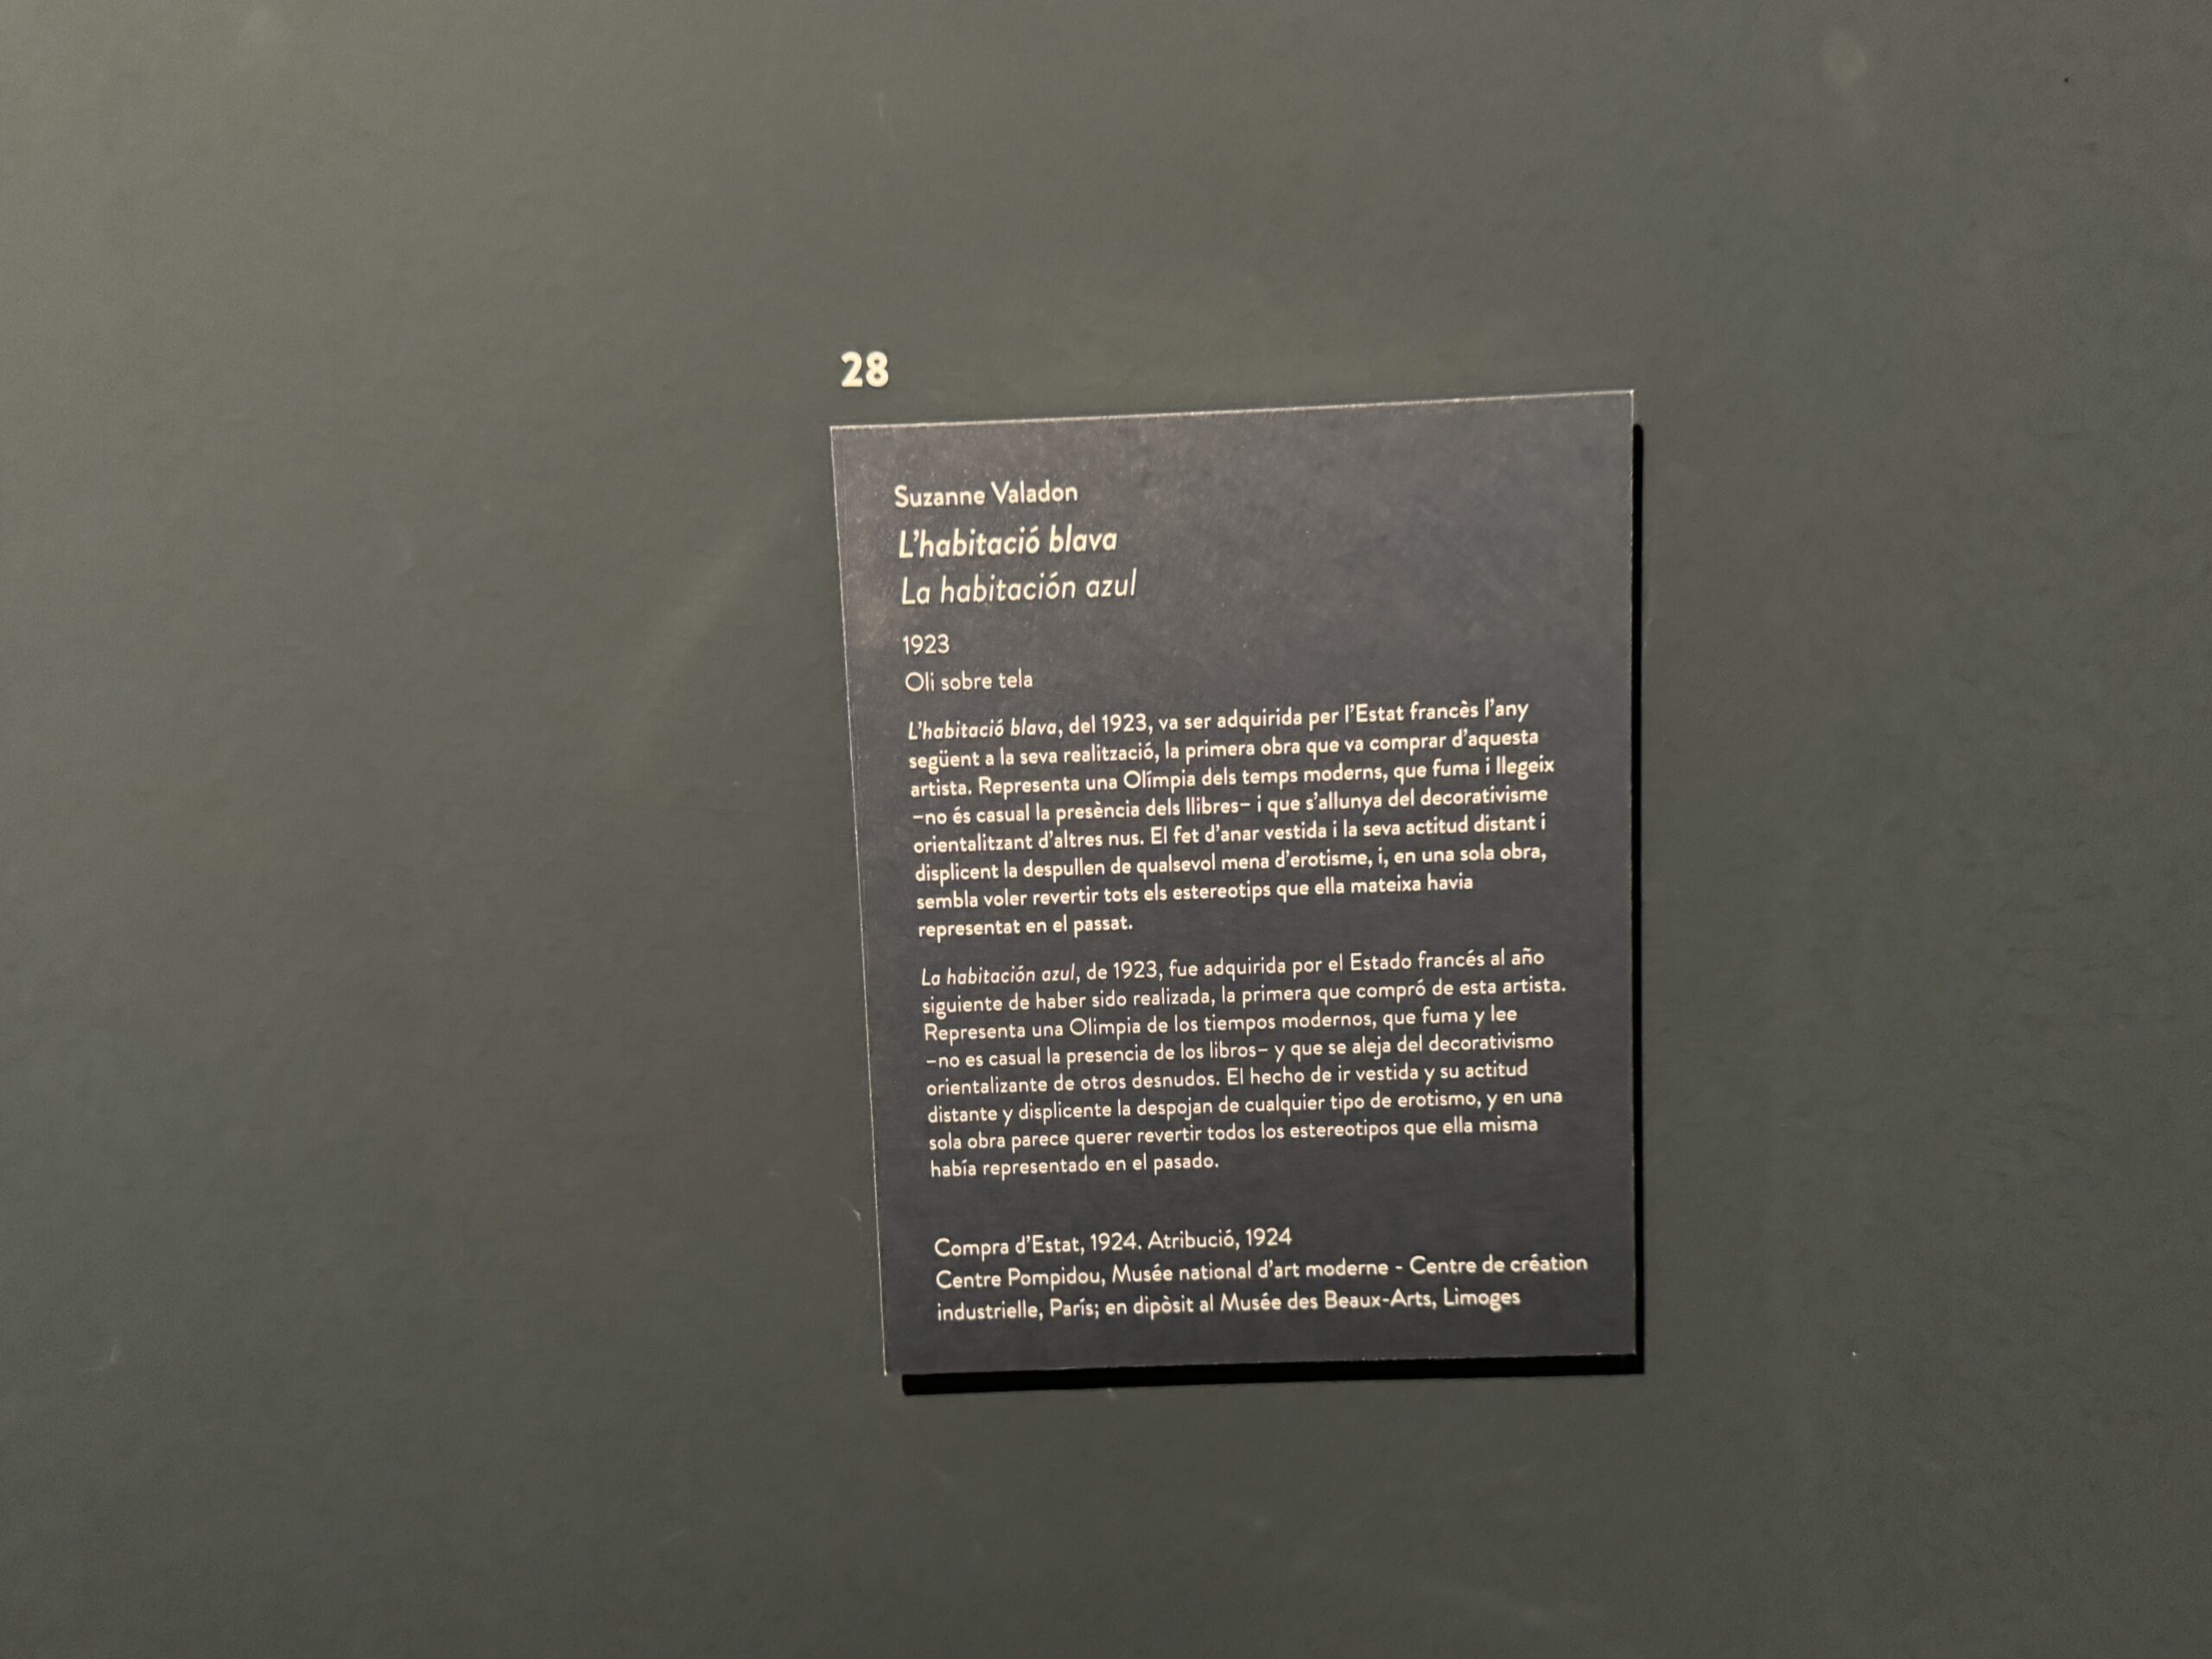 28
Suzanne Valadon
L'habitació blava
La habitación azul
1923
Oli sobre tela
L'habitació blava, del 1923, va ser adquirida per l'Estat francès l'any
següent a la seva realització, la primera obra que va comprar d'aquesta
artista. Representa una Olímpia dels temps moderns, que fuma i llegeix
–no és casual la presència dels llibres– i que s'allunya del decorativisme
orientalitzant d'altres nus. El fet d'anar vestida i la seva actitud distant i
displicent la despullen de qualsevol mena d'erotisme, i, en una sola obra,
sembla voler revertir tots els estereotips que ella mateixa havia
representat en el passat.
La habitación azul, de 1923, fue adquirida por el Estado francés al año
siguiente de haber sido realizada, la primera que compró de esta artista.
Representa una Olimpia de los tiempos modernos, que fuma y lee
–no es casual la presencia de los libros– y que se aleja del decorativismo
orientalizante de otros desnudos. El hecho de ir vestida y su actitud
distante y displicente la despojan de cualquier tipo de erotismo, y en una
sola obra parece querer revertir todos los estereotipos que ella misma
había representado en el pasado.
Compra d'Estat, 1924. Atribució, 1924
Centre Pompidou, Musée national d'art moderne - Centre de création
industrielle, París; en dipòsit al Musée des Beaux-Arts, Limoges